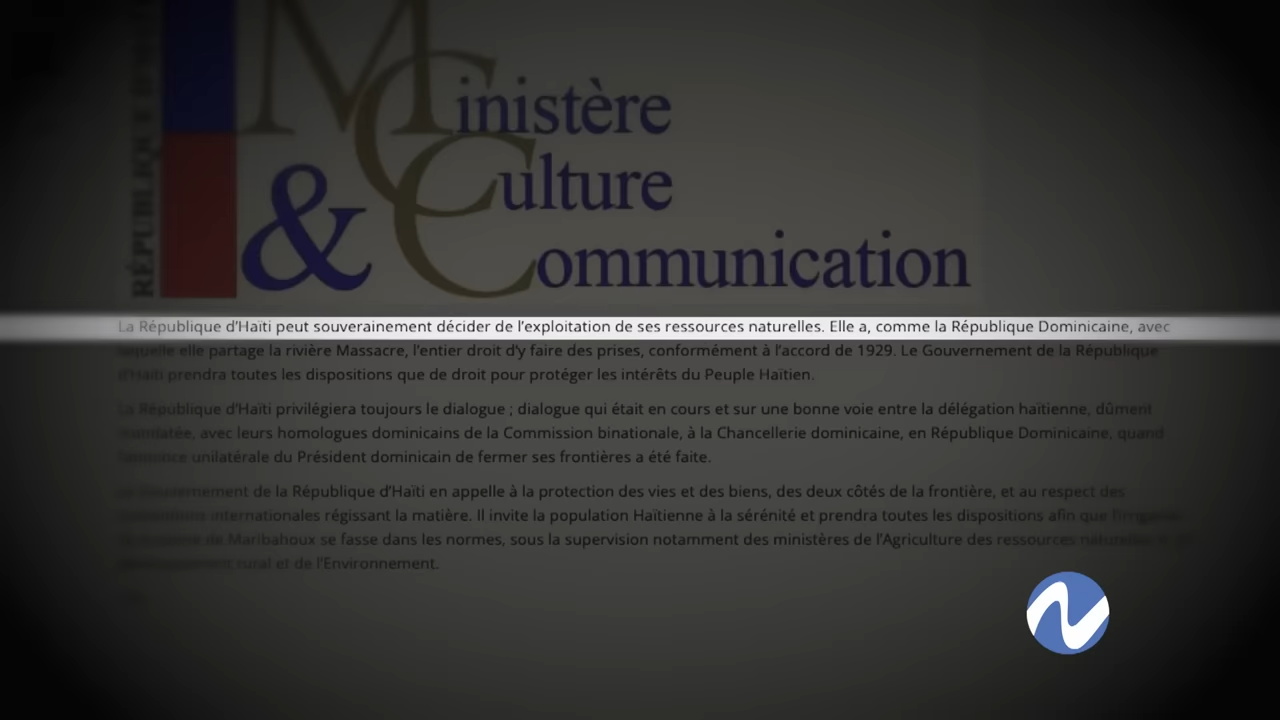 Ministère
& Culture
Communication
La République d'Haïti peut souverainement décider de l'exploitation de ses ressources naturelles. Elle a, comme la République Dominicaine, avec
laquelle elle partage la rivière Massacre, l'entier droit d'y faire des prises, conformément à l'accord de 1929. Le Gouvernement de la République
d'Haïti prendra toutes les dispositions que de droit pour protéger les intérêts du Peuple Haïtien.
La République d'Haïti privilégiera toujours le dialogue ; dialogue qui était en cours et sur une bonne voie entre la délégation haïtienne, dûment
mandatée, avec leurs homologues dominicains de la Commission binationale, à la Chancellerie dominicaine, en République Dominicaine, quand
unilatérale du Président dominicain de fermer ses frontières a été faite.
Le Gouvernement de la République d'Haïti en appelle à la protection des vies et des biens, des deux côtés de la frontière, et au respect des
internationales régissant la matière. Il invite la population Haïtienne à la sérénité et prendra toutes les dispositions afin que
de Maribahoux se fasse dans les normes, sous la supervision notamment des ministères de l'Agriculture des ressources naturelles
rural et de l'Environnement.